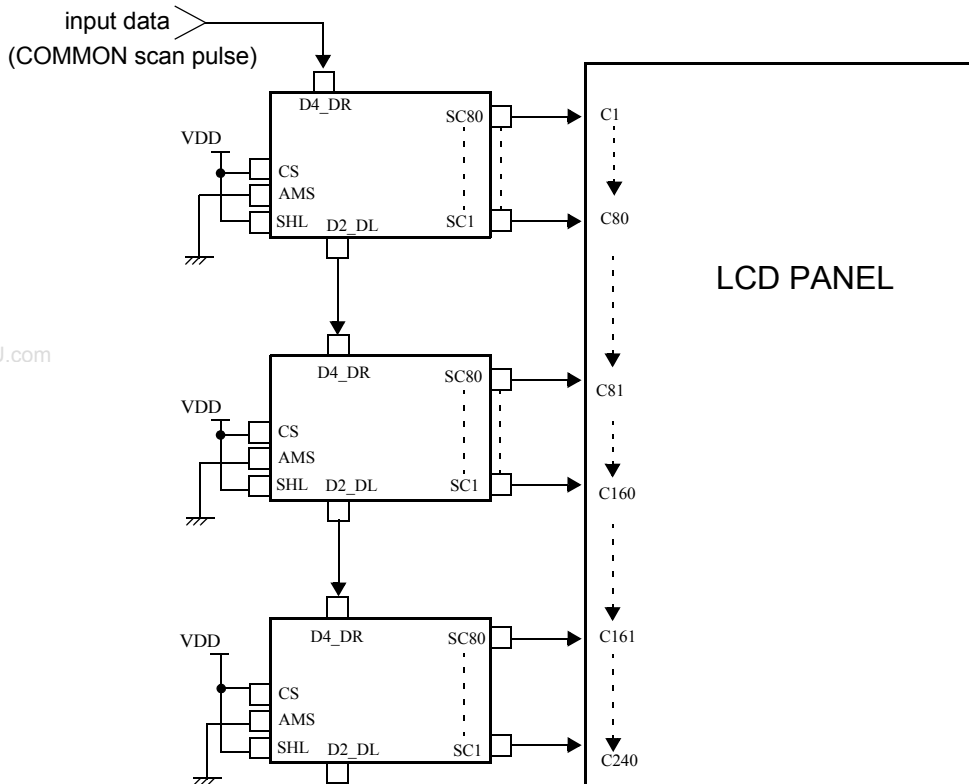 input data
(COMMON scan pulse)
D4_DR
SC80
C1
VDD
CS
AMS
SHL
D2_DL
SC1
C80
LCD PANEL
J.com
D4_DR
SC80
C81
VDD
CS
AMS
SHL
D2_DL
SC1
C160
D4_DR
SC80
C161
VDD
CS
AMS
SHL
D2_DL
SC1
C240